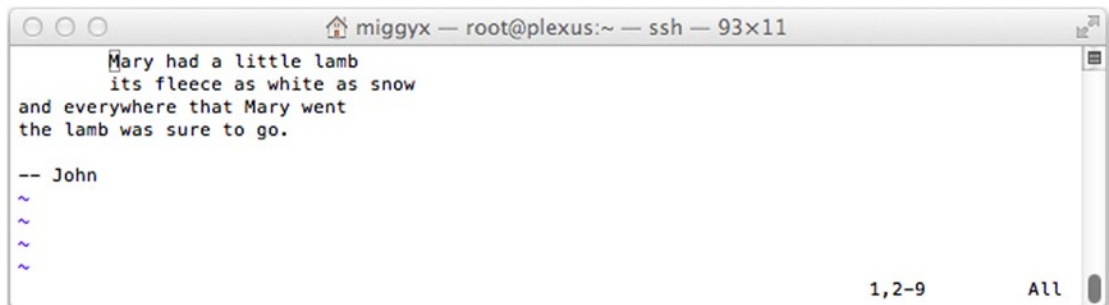 miggyx — root@plexus:~ — ssh — 93×11
Mary had a little lamb
its fleece as white as snow
and everywhere that Mary went
the lamb was sure to go.
-- John
~
~
~
~
1,2-9 All